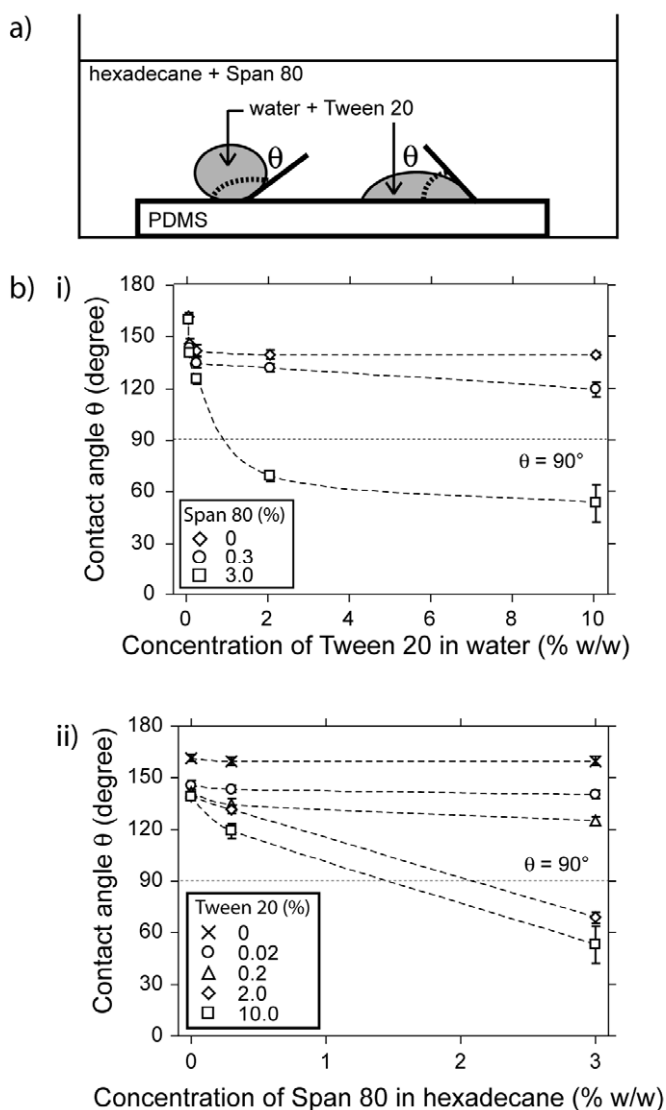 a)
hexadecane + Span 80
water + Tween 20
θ θ
PDMS
b) i)
180
150
120
90
60
30
0
Contact angle θ (degree)
θ = 90°
Span 80 (%)
0
0.3
3.0
0 2 4 6 8 10
Concentration of Tween 20 in water (% w/w)
ii)
180
150
120
90
60
30
0
Contact angle θ (degree)
θ = 90°
Tween 20 (%)
0
0.02
0.2
2.0
10.0
0 1 2 3
Concentration of Span 80 in hexadecane (% w/w)